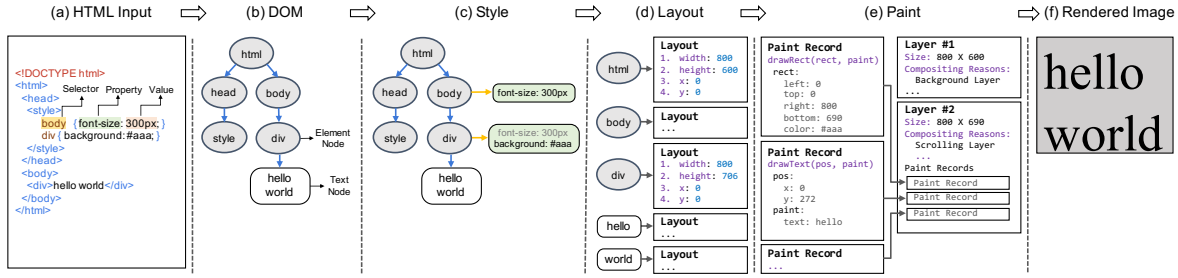 (a) HTML Input
(b) DOM
(c) Style
(d) Layout
(e) Paint
(f) Rendered Image
<!DOCTYPE html>
<html>
<head>
Selector
Property
Value
<style>
body { font-size: 300px; }
div { background:#aaa; }
</style>
</head>
<body>
<div>hello world</div>
</body>
</html>
html
head
body
style
div
hello
world
Element
Node
Text
Node
html
head
body
font-size: 300px
style
div
font-size: 300px
background: #aaa
hello
world
html
Layout
1. width: 800
2. height: 600
3. x: 0
4. y: 0
body
Layout
...
div
Layout
1. width: 800
2. height: 706
3. x: 0
4. y: 0
hello
Layout
...
world
Layout
...
Paint Record
drawRect(rect, paint)
rect:
left: 0
top: 0
right: 800
bottom: 690
color: #aaa
Paint Record
drawText(pos, paint)
pos:
x: 0
y: 272
paint:
text: hello
Paint Record
...
Layer #1
Size: 800 X 600
Compositing Reasons:
Background Layer
...
Layer #2
Size: 800 X 690
Compositing Reasons:
Scrolling Layer
...
Paint Records
Paint Record
Paint Record
Paint Record
hello
world